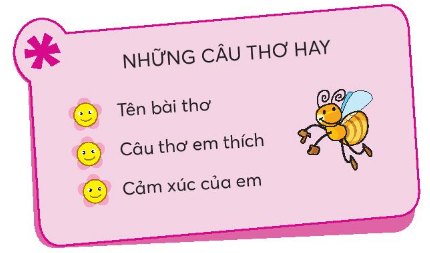 NHỮNG CÂU THƠ HAY
Tên bài thơ
Câu thơ em thích
Cảm xúc của em